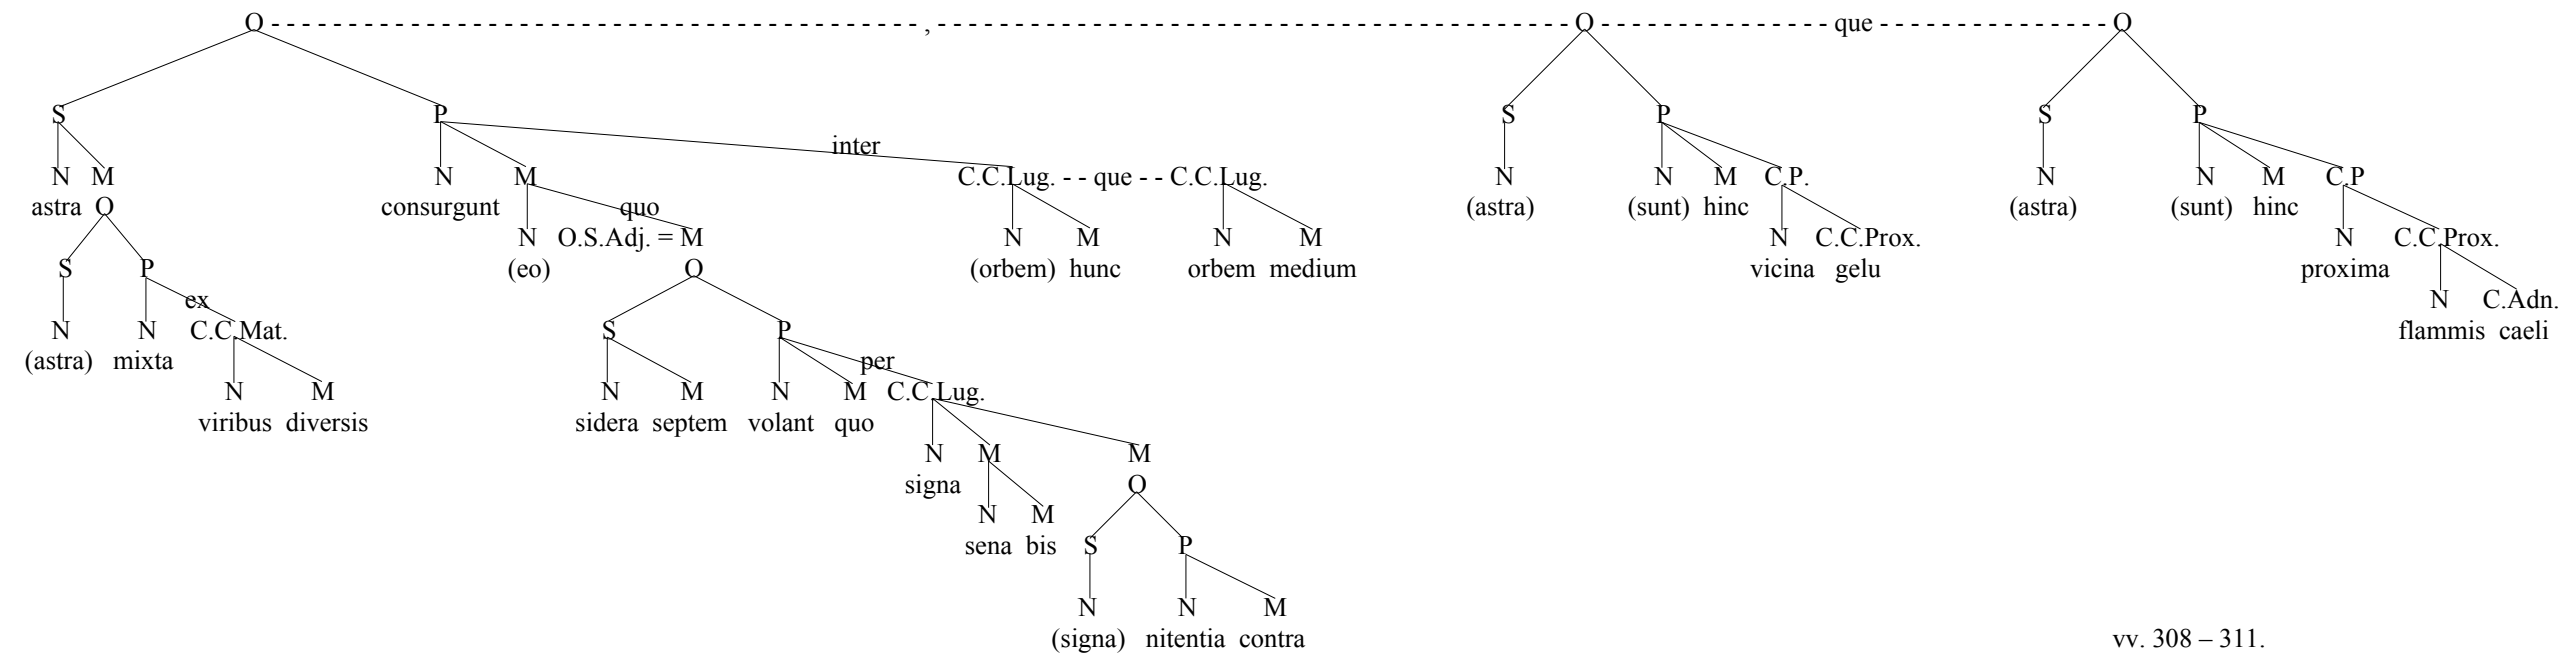 O - - - - - - - - - - - - - - - - - - - - - - - - - - - - - - - - - - - - - - - - - - - - - - - , - - - - - - - - - - - - - - - - - - - - - - - - - - - - - - - - - - - - - - - - - - - - - - - O - - - - - - - - - - - - - - - - - que - - - - - - - - - - - - - - - - - O
S P S P S P
inter
N M N M C.C.Lug. - - que - - C.C.Lug. N N M C.P. N N M C.P
astra O consurgunt quo (astra) (sunt) hinc (astra) (sunt) hinc
N O.S.Adj. = M N M N M N C.C.Prox. N C.C.Prox.
S P (eo) O (orbem) hunc orbem medium vicina gelu proxima
ex N C.Adn.
N N C.C.Mat. S P flammis caeli
(astra) mixta per
N M N M N M C.C.Lug.
viribus diversis sidera septem volant quo
N M M
signa O
N M
sena bis S P
N N M
(signa) nitentia contra vv. 308 – 311.